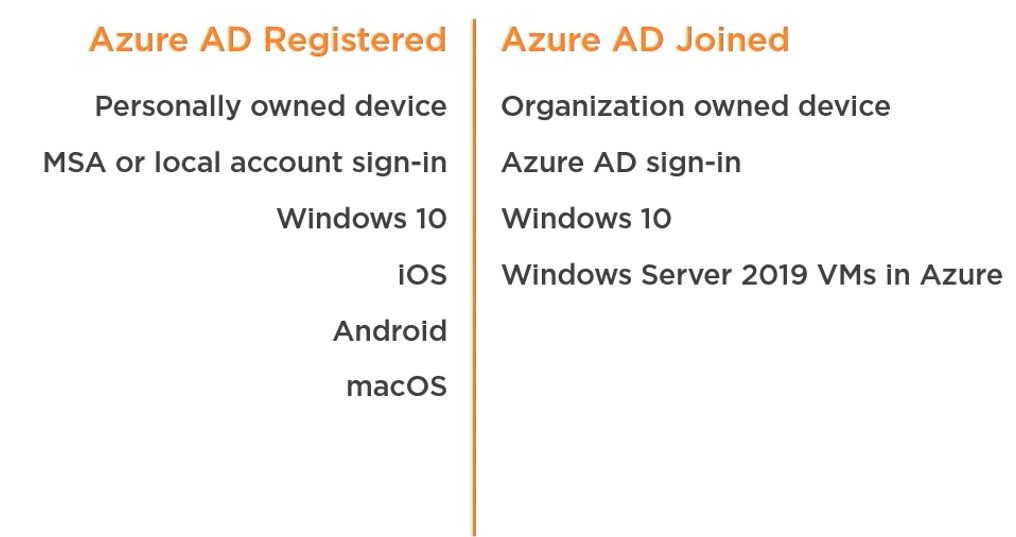 Azure AD Registered
Personally owned device
MSA or local account sign-in
Windows 10
iOS
Android
macOS
Azure AD Joined
Organization owned device
Azure AD sign-in
Windows 10
Windows Server 2019 VMs in Azure